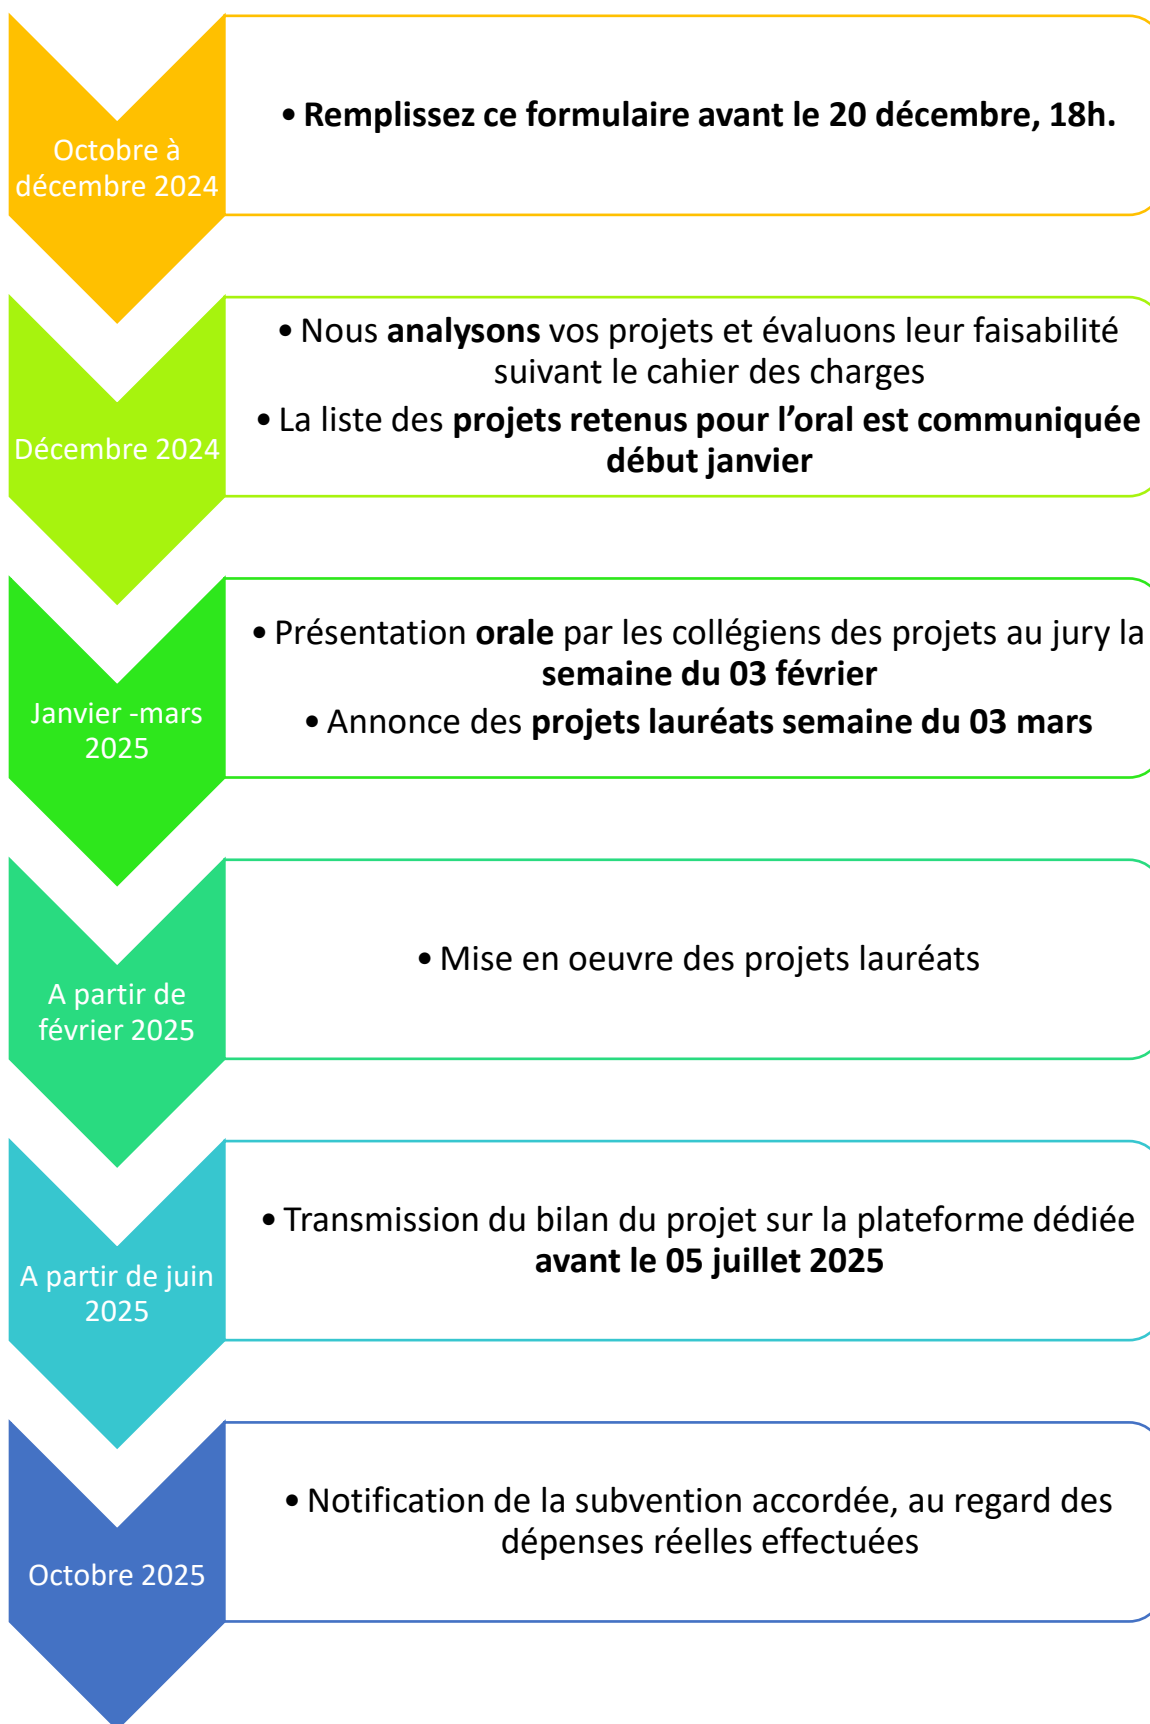 Octobre à
décembre 2024
• Remplissez ce formulaire avant le 20 décembre, 18h.
Décembre 2024
• Nous analysons vos projets et évaluons leur faisabilité
suivant le cahier des charges
• La liste des projets retenus pour l’oral est communiquée
début janvier
Janvier -mars
2025
• Présentation orale par les collégiens des projets au jury la
semaine du 03 février
• Annonce des projets lauréats semaine du 03 mars
A partir de
février 2025
• Mise en oeuvre des projets lauréats
A partir de juin
2025
• Transmission du bilan du projet sur la plateforme dédiée
avant le 05 juillet 2025
Octobre 2025
• Notification de la subvention accordée, au regard des
dépenses réelles effectuées